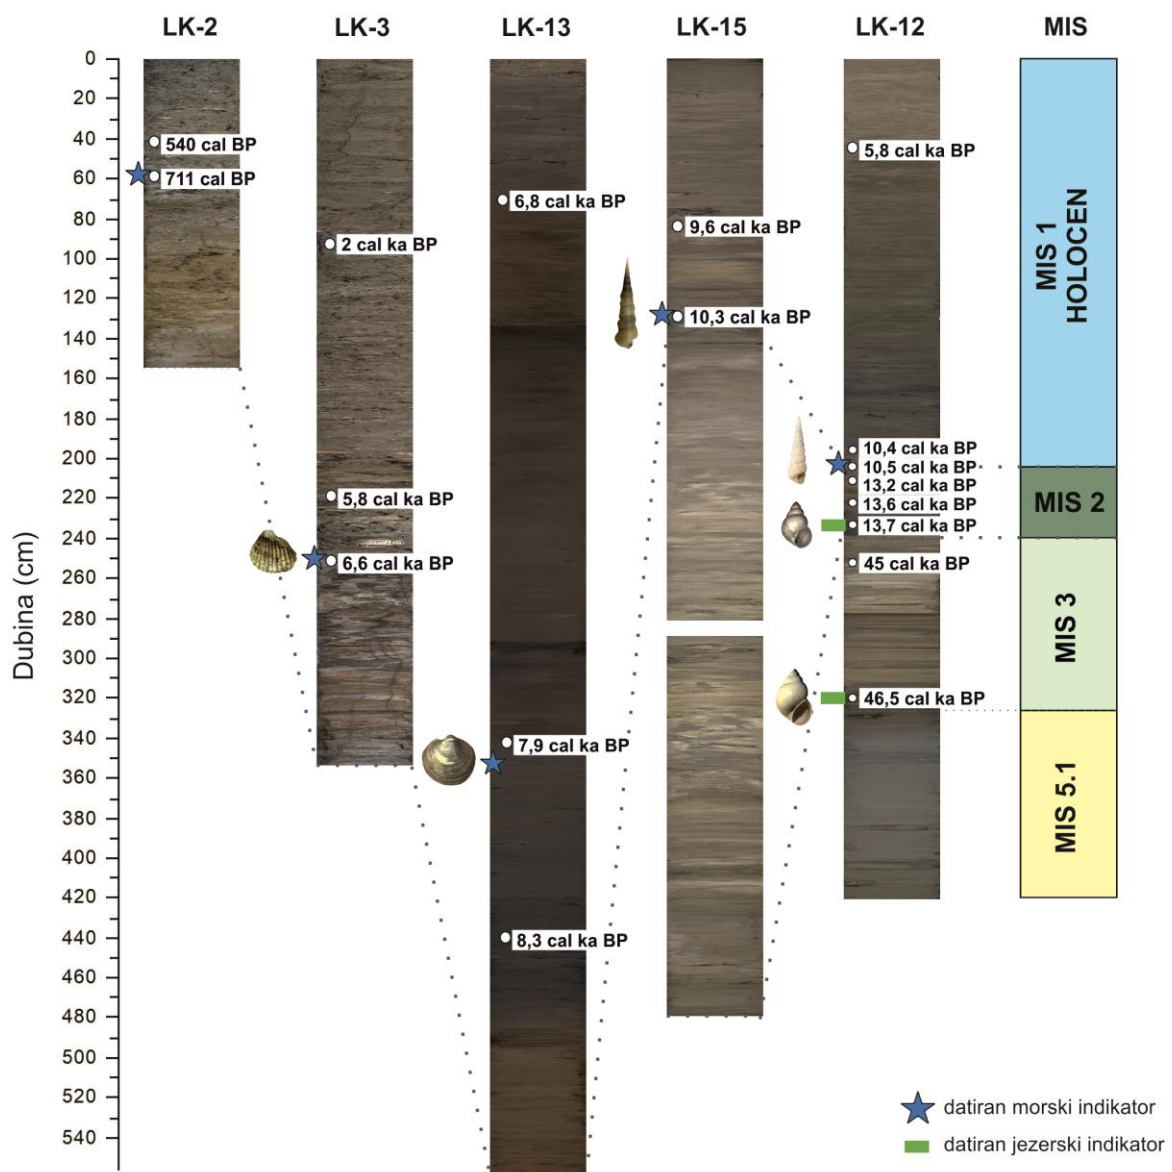 LK-2
LK-3
LK-13
LK-15
LK-12
MIS
Dubina (cm)
0
20
40
60
80
100
120
140
160
180
200
220
240
260
280
300
320
340
360
380
400
420
440
460
480
500
520
540
540 cal BP
711 cal BP
2 cal ka BP
5,8 cal ka BP
6,6 cal ka BP
6,8 cal ka BP
7,9 cal ka BP
8,3 cal ka BP
9,6 cal ka BP
10,3 cal ka BP
5,8 cal ka BP
10,4 cal ka BP
10,5 cal ka BP
13,2 cal ka BP
13,6 cal ka BP
13,7 cal ka BP
45 cal ka BP
46,5 cal ka BP
MIS 1
HOLOCEN
MIS 2
MIS 3
MIS 5.1
datiran morski indikator
datiran jezerski indikator